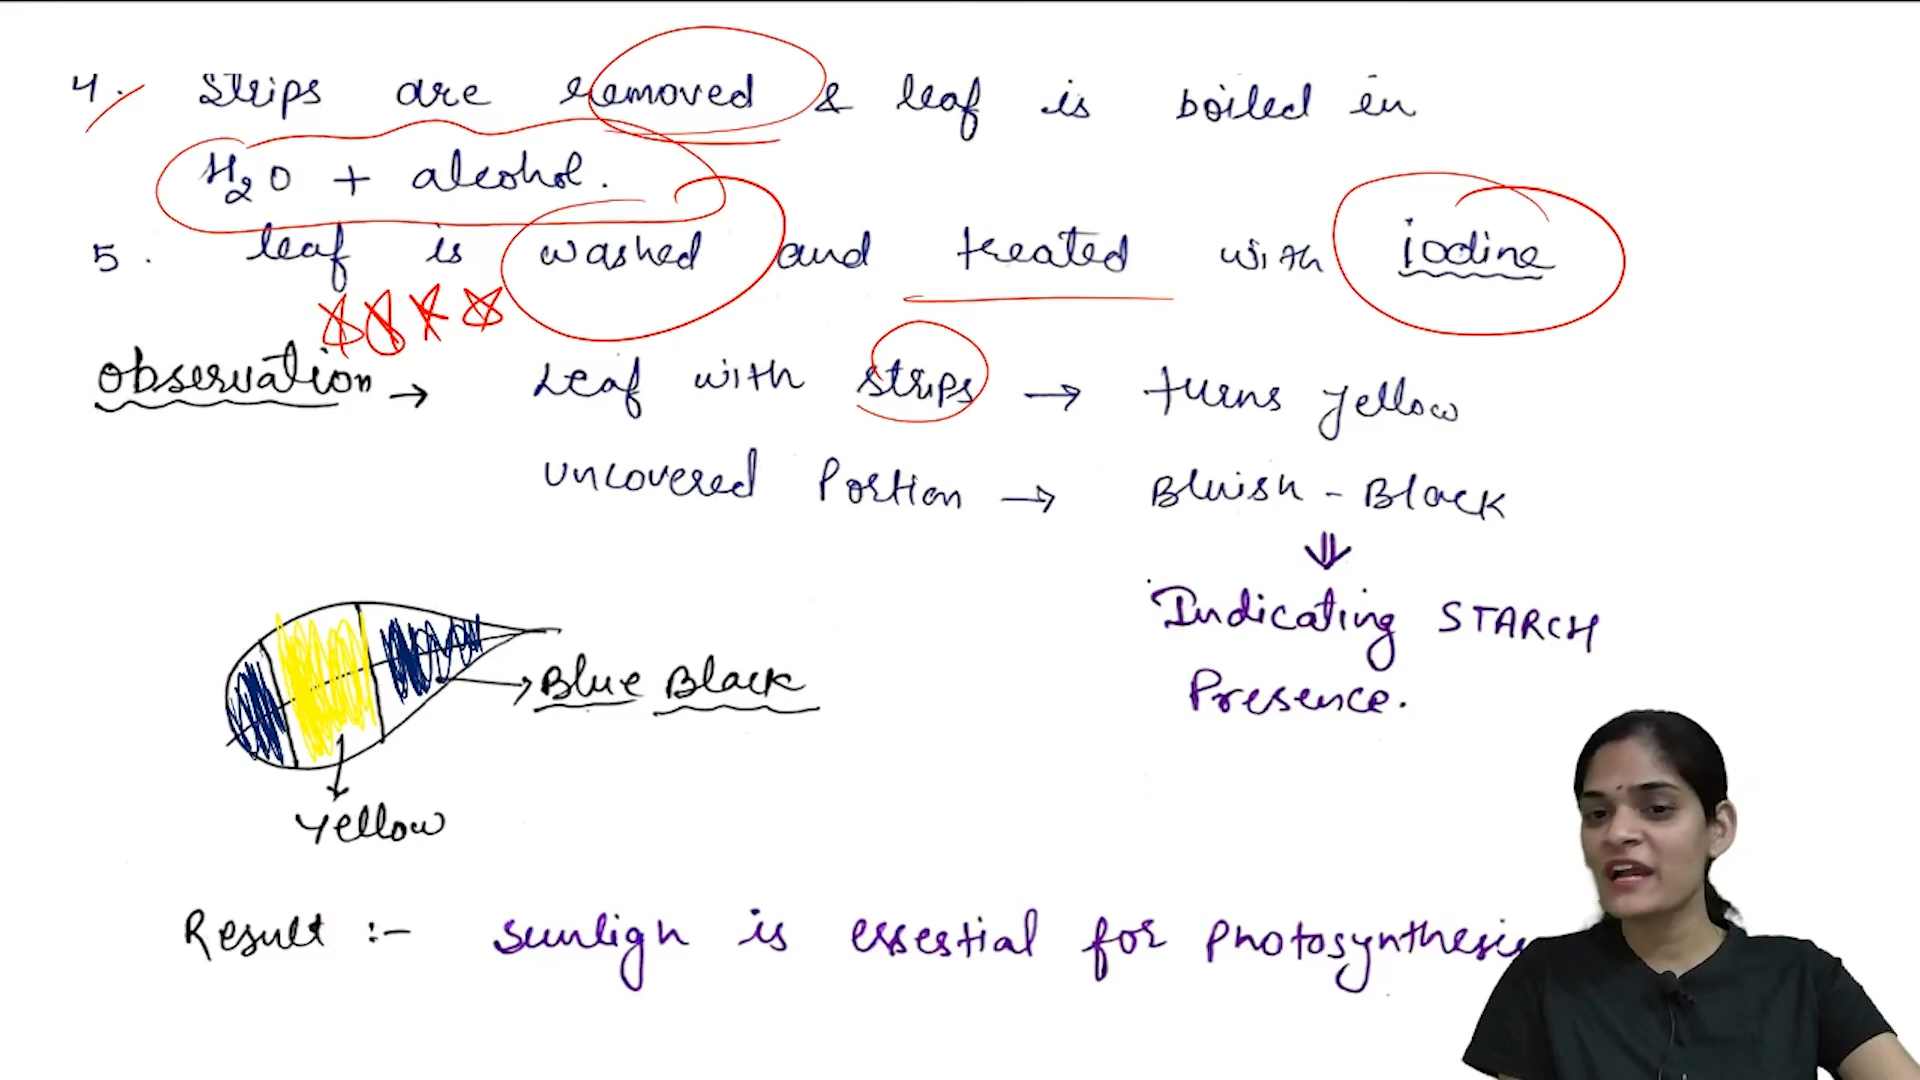 4. Strips are removed & leaf is boiled in
H2O + alcohol.
5. leaf is washed and treated with iodine
Observation → Leaf with strips → turns yellow
uncovered Portion → Bluish - Black
⇓
Indicating STARCH
Presence.
→ Blue Black
Yellow
Result :- sunligh is essestial for photosynthesis